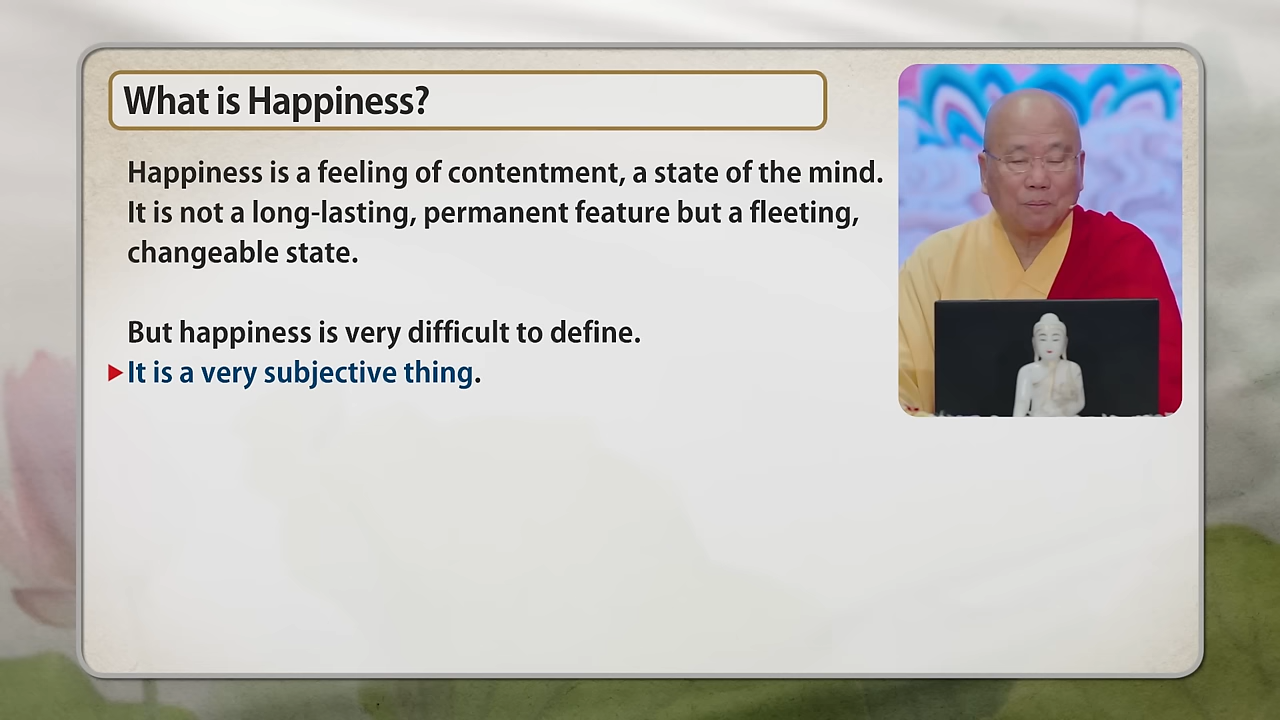 What is Happiness?
Happiness is a feeling of contentment, a state of the mind.
It is not a long-lasting, permanent feature but a fleeting,
changeable state.
But happiness is very difficult to define.
It is a very subjective thing.